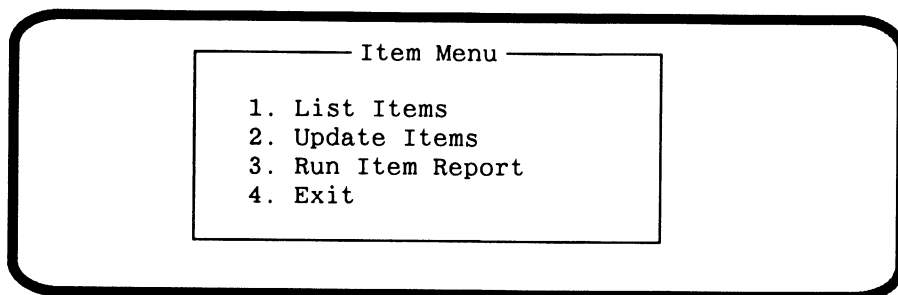 Item Menu
1. List Items
2. Update Items
3. Run Item Report
4. Exit